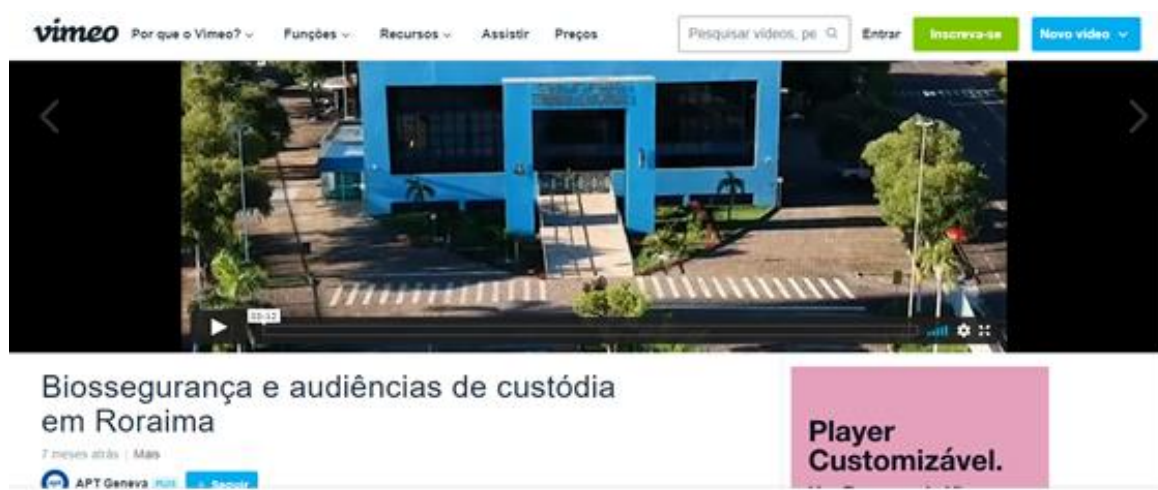 vimeo Por que o Vimeo? Funções Recursos Assistir Preços Pesquisar vídeos, pe Entrar Inscreva-se Novo vídeo
Biossegurança e audiências de custódia
em Roraima
7 meses atrás | Mais
APT Geneva PLUS + Seguir
Player
Customizável.